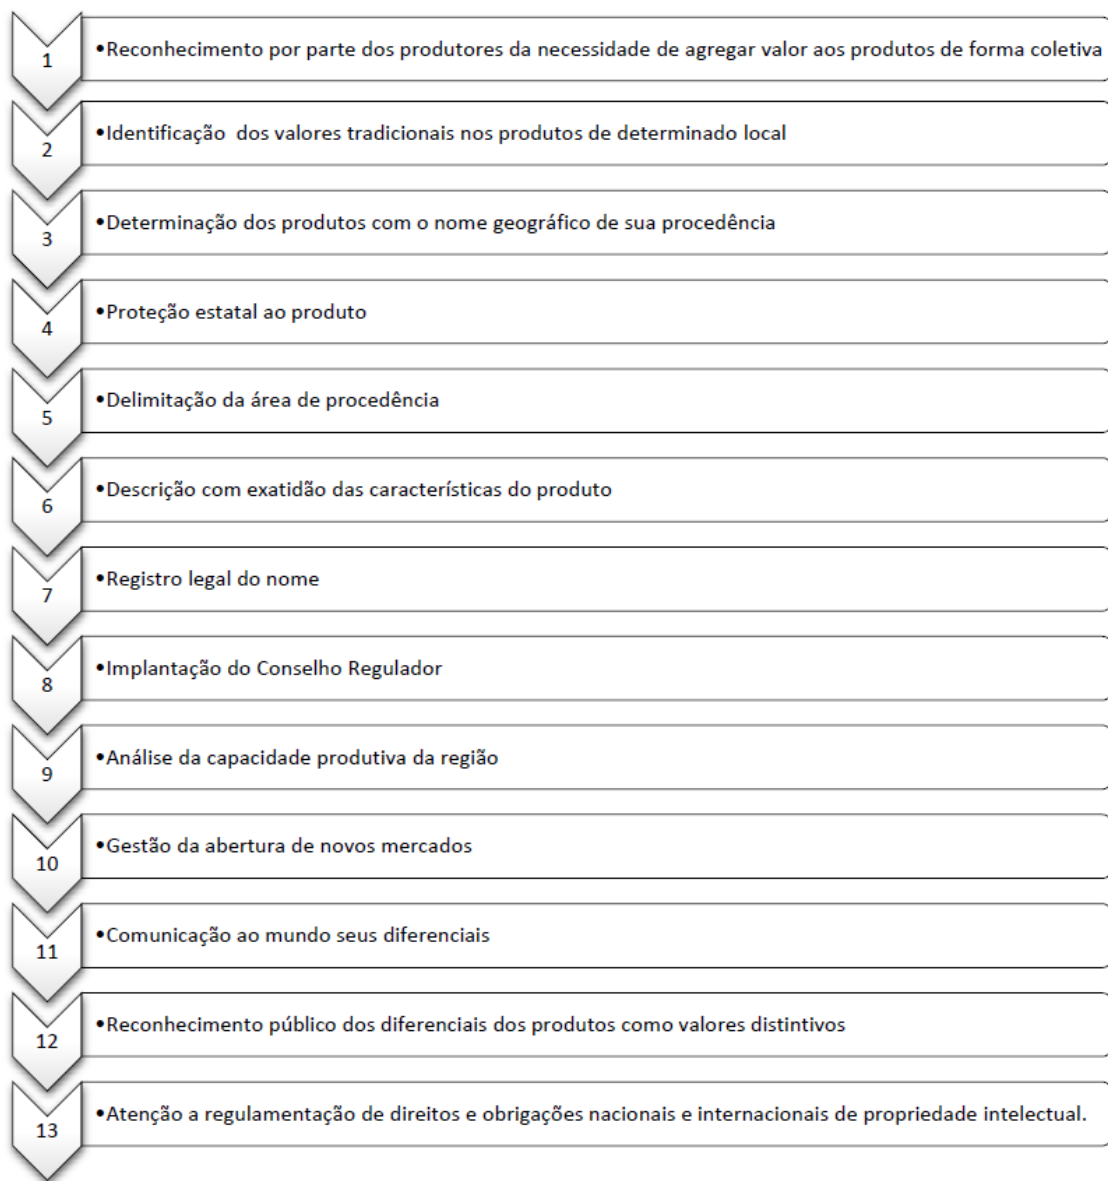 1
•Reconhecimento por parte dos produtores da necessidade de agregar valor aos produtos de forma coletiva
2
•Identificação dos valores tradicionais nos produtos de determinado local
3
•Determinação dos produtos com o nome geográfico de sua procedência
4
•Proteção estatal ao produto
5
•Delimitação da área de procedência
6
•Descrição com exatidão das características do produto
7
•Registro legal do nome
8
•Implantação do Conselho Regulador
9
•Análise da capacidade produtiva da região
10
•Gestão da abertura de novos mercados
11
•Comunicação ao mundo seus diferenciais
12
•Reconhecimento público dos diferenciais dos produtos como valores distintivos
13
•Atenção a regulamentação de direitos e obrigações nacionais e internacionais de propriedade intelectual.